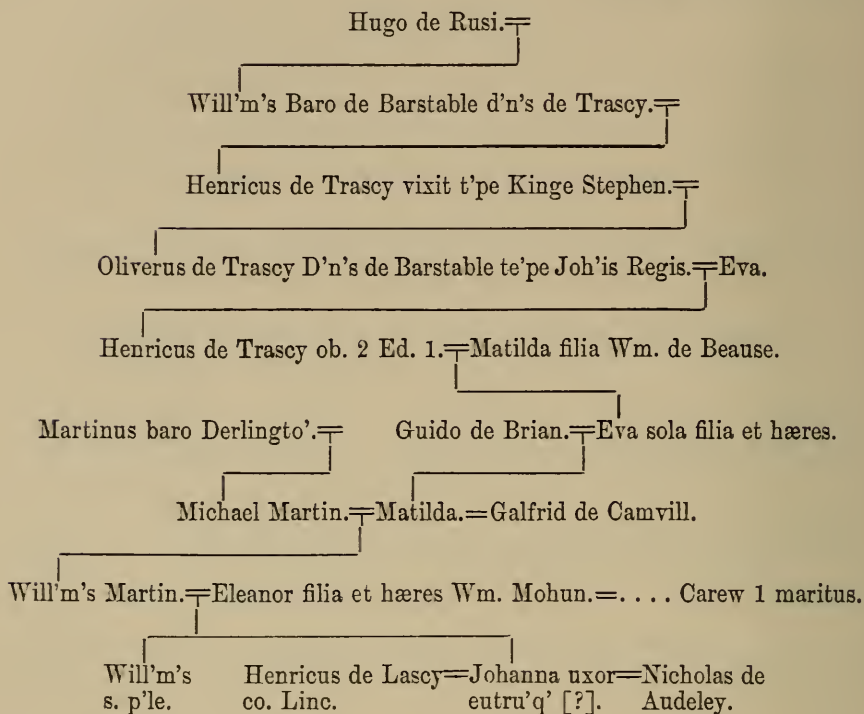 Hugo de Rusi.
Will'm's Baro de Barstable d'n's de Trascy.
Henricus de Trascy vixit t'pe Kinge Stephen.
Oliverus de Trascy D'n's de Barstable te'pe Joh'is Regis.=Eva.
Henricus de Trascy ob. 2 Ed. 1.=Matilda filia Wm. de Beause.
Martinus baro Derlingto'. Guido de Brian.=Eva sola filia et hæres.
Michael Martin.=Matilda.=Galfrid de Camvill.
Will'm's Martin.=Eleanor filia et hæres Wm. Mohun.=. . . . Carew 1 maritus.
Will'm's Henricus de Lascy=Johanna uxor=Nicholas de
s. p'le. co. Linc. eutru'q' [?]. Audeley.